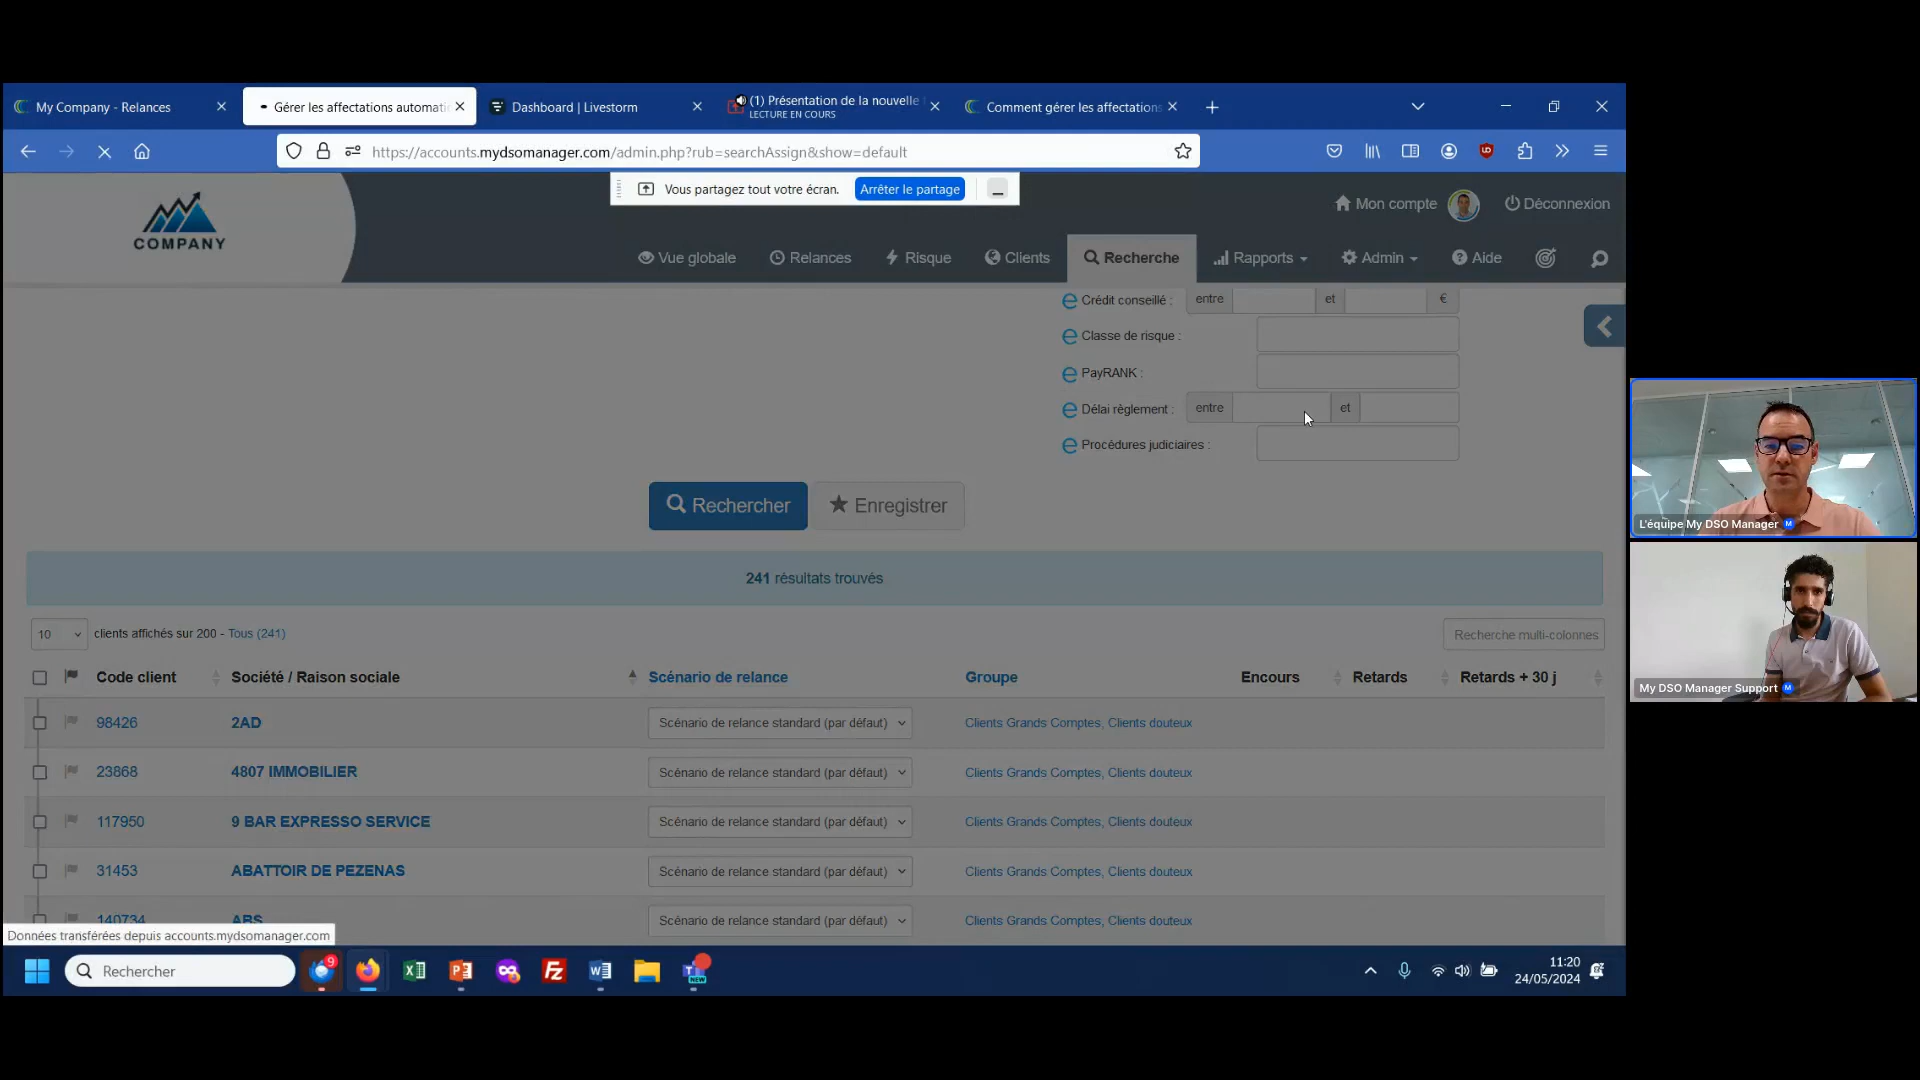 My Company - Relances
Gérer les affectations automati
Dashboard | Livestorm
(1) Présentation de la nouvelle
LECTURE EN COURS
Comment gérer les affectations
https://accounts.mydsomanager.com/admin.php?rub=searchAssign&show=default
Vous partagez tout votre écran.
Arrêter le partage
COMPANY
Mon compte
Déconnexion
Vue globale
Relances
Risque
Clients
Recherche
Rapports
Admin
Aide
Crédit conseillé : entre et €
Classe de risque :
PayRANK :
Délai règlement : entre et
Procédures judiciaires :
Rechercher
Enregistrer
241 résultats trouvés
10 clients affichés sur 200 - Tous (241)
Recherche multi-colonnes
Code client Société / Raison sociale Scénario de relance Groupe Encours Retards Retards + 30 j
98426 2AD Scénario de relance standard (par défaut) Clients Grands Comptes, Clients douteux
23868 4807 IMMOBILIER Scénario de relance standard (par défaut) Clients Grands Comptes, Clients douteux
117950 9 BAR EXPRESSO SERVICE Scénario de relance standard (par défaut) Clients Grands Comptes, Clients douteux
31453 ABATTOIR DE PEZENAS Scénario de relance standard (par défaut) Clients Grands Comptes, Clients douteux
140734 ABS Scénario de relance standard (par défaut) Clients Grands Comptes, Clients douteux
Données transférées depuis accounts.mydsomanager.com
Rechercher
9
NEW
11:20
24/05/2024
L'équipe My DSO Manager M
My DSO Manager Support M